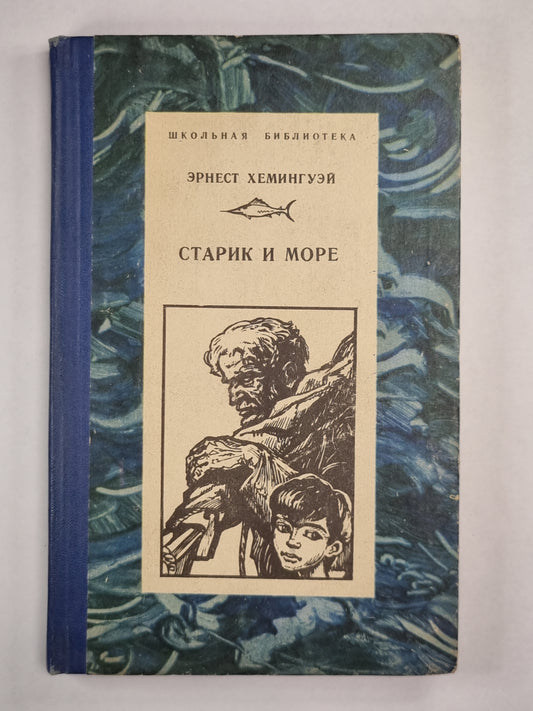 ШКОЛЬНАЯ БИБЛИОТЕКА
ЭРНЕСТ ХЕМИНГУЭЙ
СТАРИК И МОРЕ